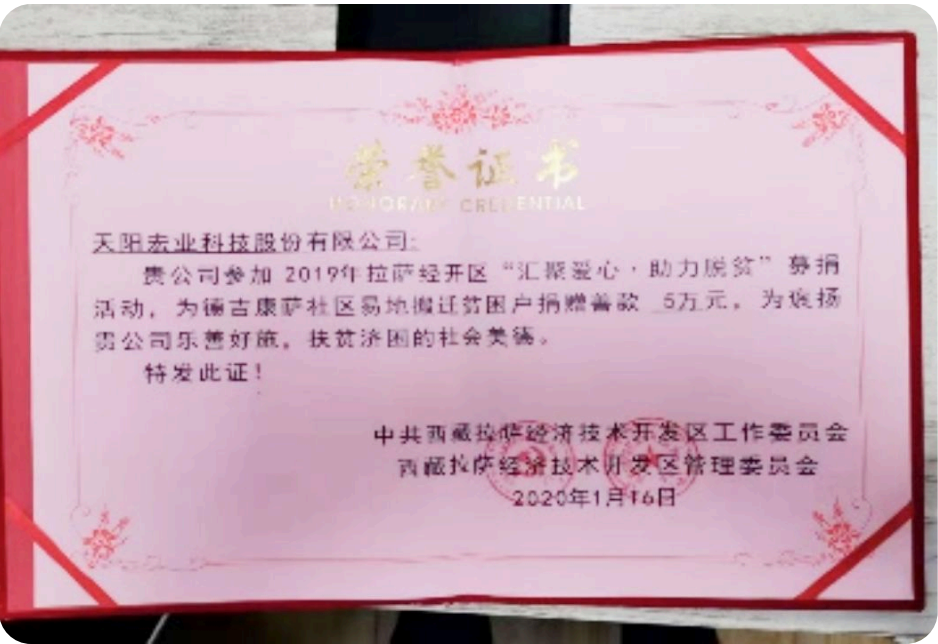 荣誉证书
HONORARY CREDENTIAL
天阳宏业科技股份有限公司:
贵公司参加 2019年拉萨经开区“汇聚爱心·助力脱贫”募捐
活动，为德吉康萨社区易地搬迁贫困户捐赠善款 5万元，为褒扬
贵公司乐善好施，扶贫济困的社会美德。
特发此证！
中共西藏拉萨经济技术开发区工作委员会
西藏拉萨经济技术开发区管理委员会
2020年1月16日